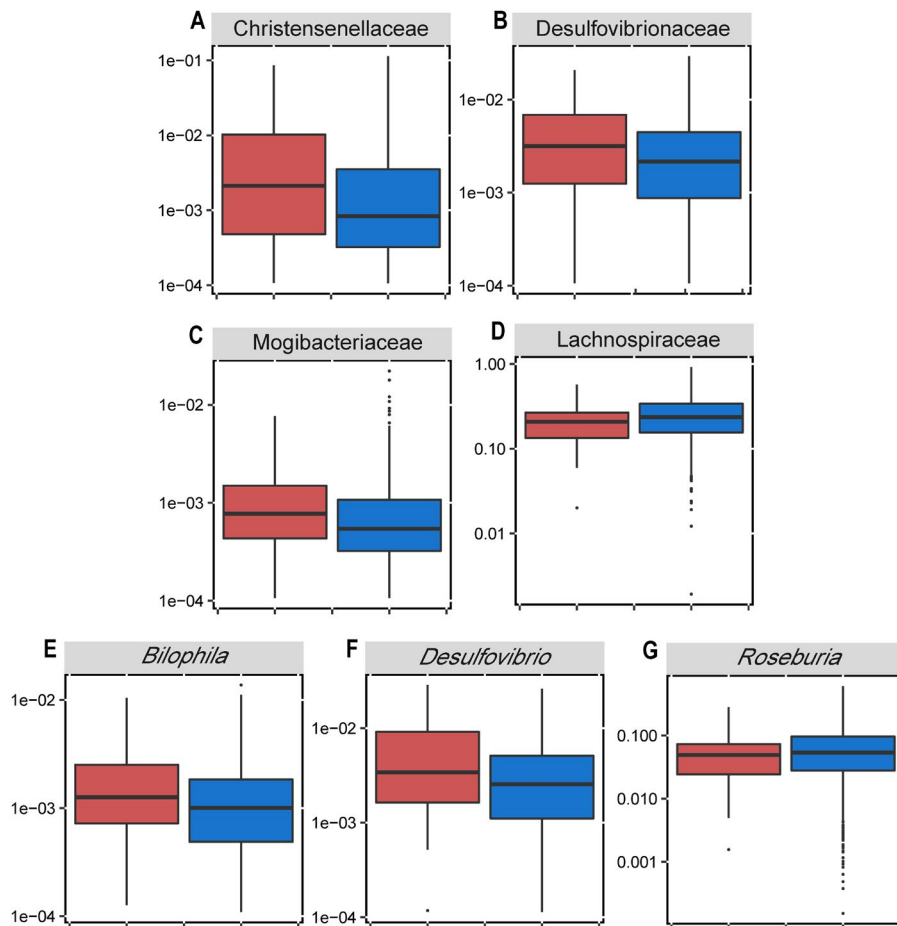 A
Christensenellaceae
1e−01
1e−02
1e−03
1e−04
B
Desulfovibrionaceae
1e−02
1e−03
1e−04
C
Mogibacteriaceae
1e−02
1e−03
1e−04
D
Lachnospiraceae
1.00
0.10
0.01
E
Bilophila
1e−02
1e−03
1e−04
F
Desulfovibrio
1e−02
1e−03
1e−04
G
Roseburia
0.100
0.010
0.001